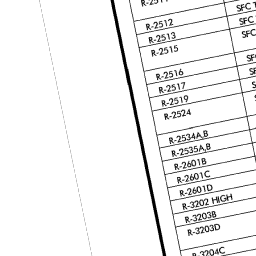 R-2511
R-2512 SFC T
R-2513 SFC
R-2515 SFC
R-2516 SF
R-2517 SF
R-2519 S
R-2524
R-2534A,B
R-2535A,B
R-2601B
R-2601C
R-2601D
R-3202 HIGH
R-3203B
R-3203D
R-3204C